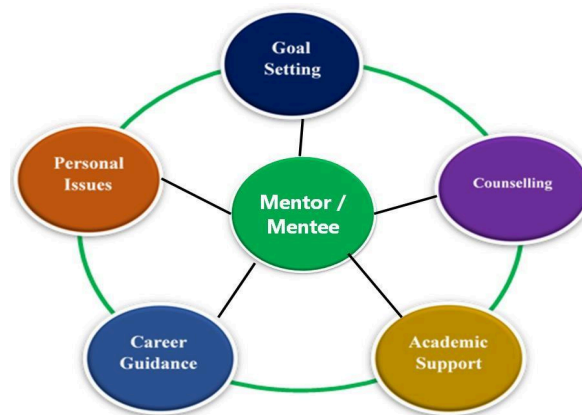 Goal
Setting
Personal
Issues
Counselling
Mentor /
Mentee
Career
Guidance
Academic
Support